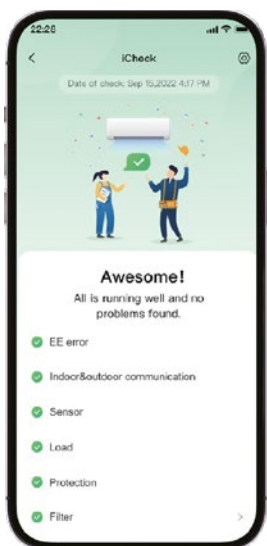 22:26
iCheck
Date of check: Sep 15,2022 4:17 PM
Awesome!
All is running well and no
problems found.
EE error
Indoor&outdoor communication
Sensor
Load
Protection
Filter